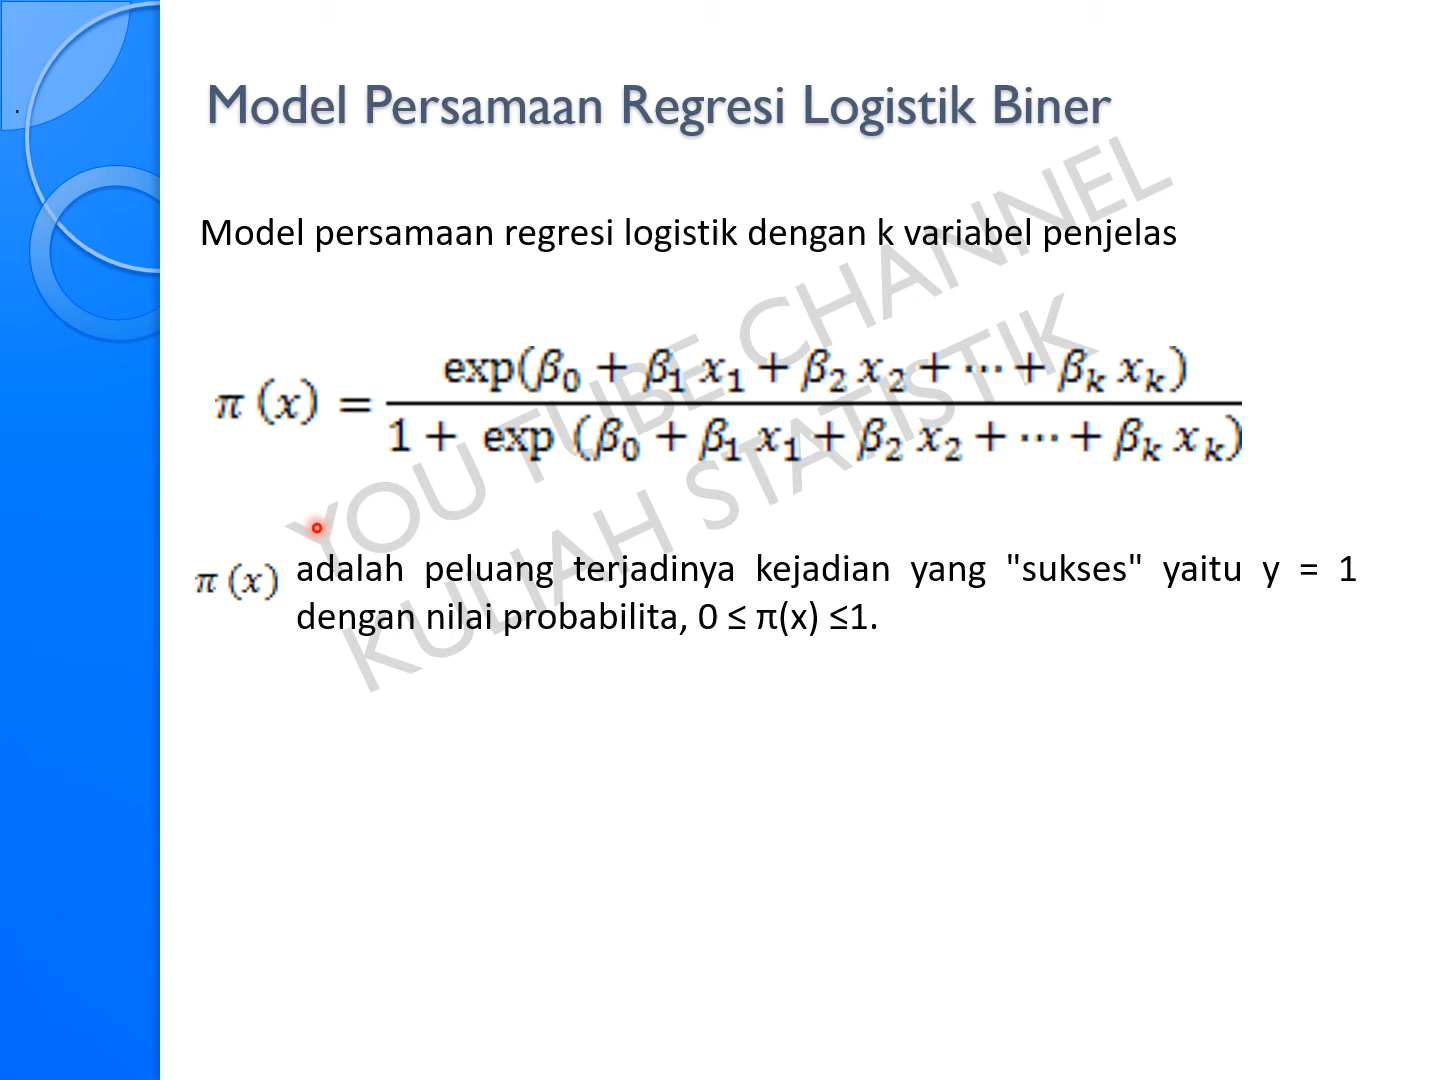 Model Persamaan Regresi Logistik Biner
Model persamaan regresi logistik dengan k variabel penjelas
π (x) = exp(β₀ + β₁ x₁ + β₂ x₂ + ⋯ + βₖ xₖ) / 1 + exp (β₀ + β₁ x₁ + β₂ x₂ + ⋯ + βₖ xₖ)
π (x) adalah peluang terjadinya kejadian yang "sukses" yaitu y = 1
dengan nilai probabilita, 0 ≤ π(x) ≤1.
YOU TUBE CHANNEL
KULIAH STATISTIK